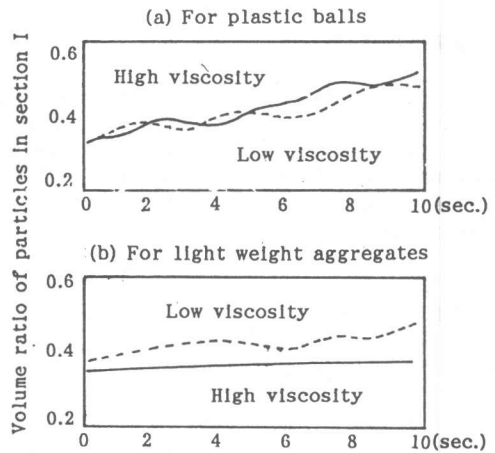 (a) For plastic balls
Volume ratio of particles in section I
0.6
High viscosity
0.4
Low viscosity
0.2
0 2 4 6 8 10(sec.)
(b) For light weight aggregates
0.6
Low viscosity
0.4
High viscosity
0.2
0 2 4 6 8 10(sec.)